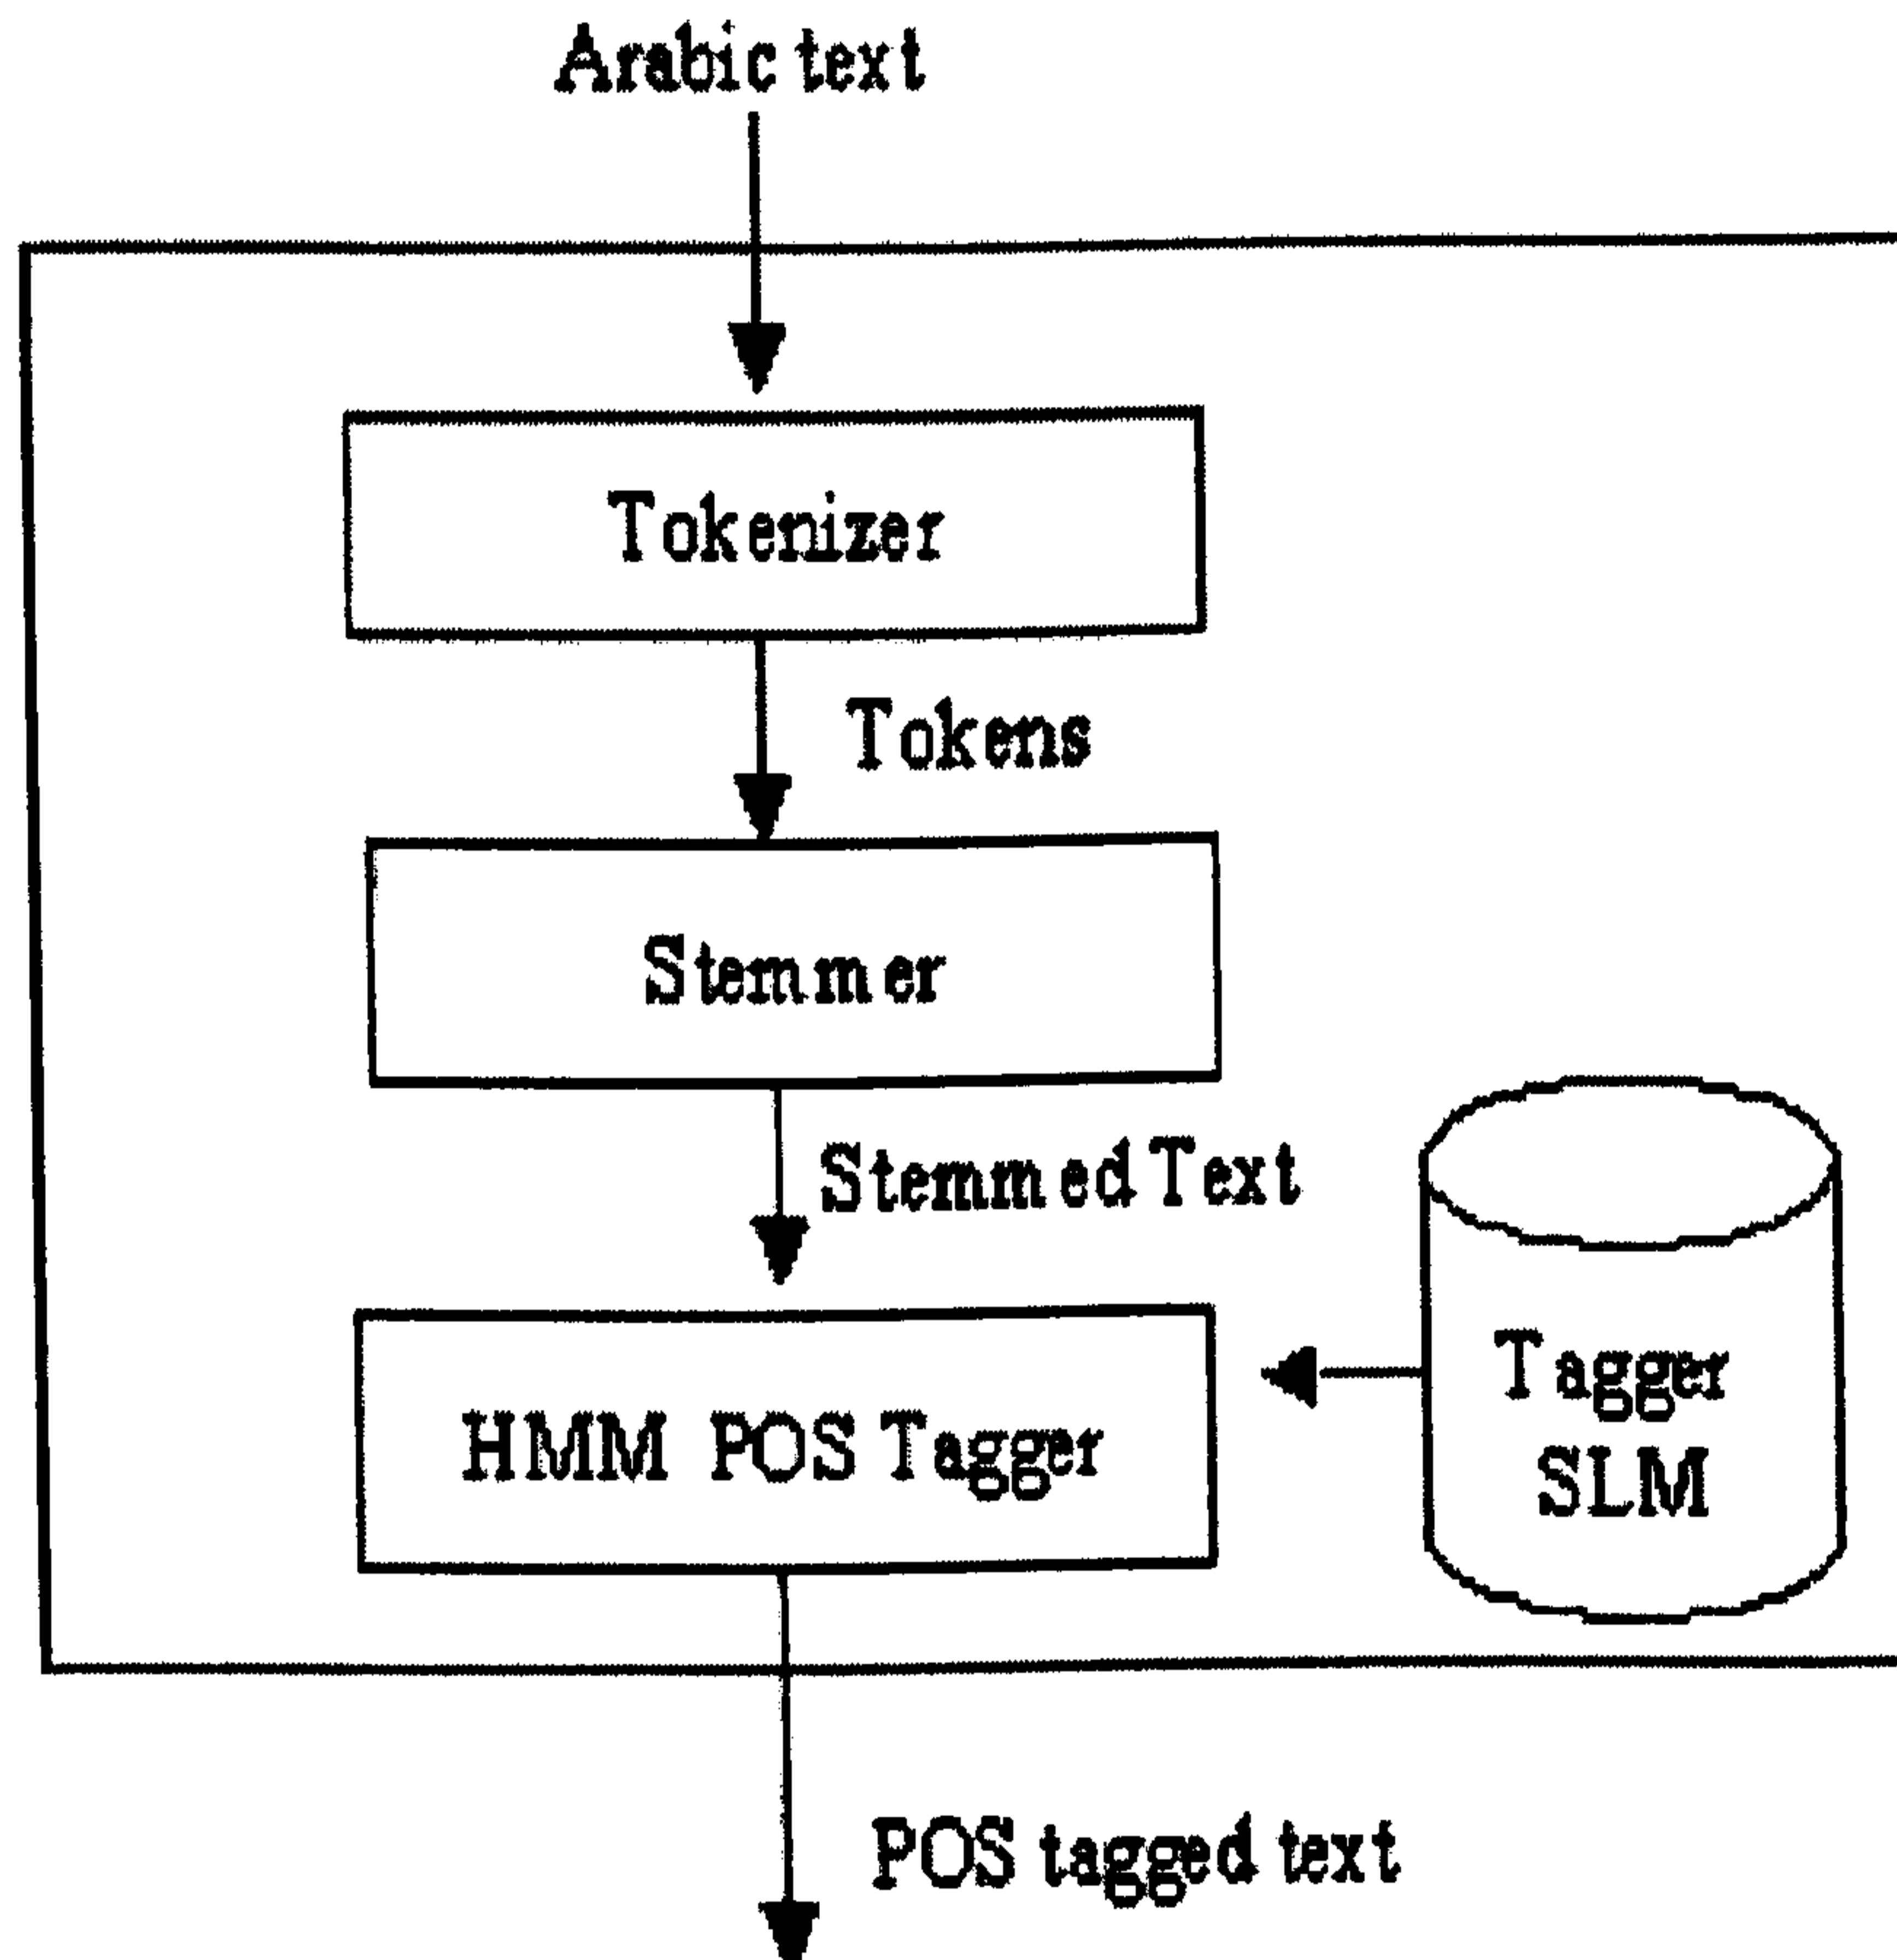 Arabic text
Tokenizer
Tokens
Stemmer
Stemmed Text
HMM POS Tagger
Tagger
SLM
POS tagged text